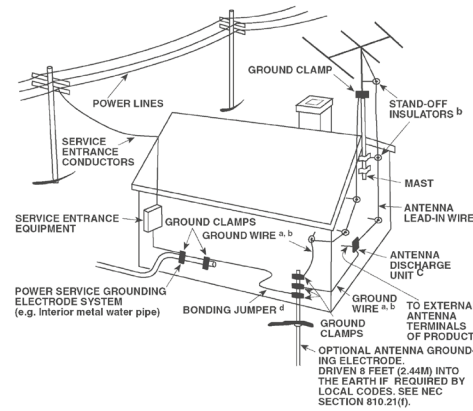 GROUND CLAMP
POWER LINES
STAND-OFF
INSULATORS b
SERVICE
ENTRANCE
CONDUCTORS
MAST
ANTENNA
LEAD-IN WIRE
SERVICE ENTRANCE
EQUIPMENT
GROUND CLAMPS
GROUND WIRE a, b
ANTENNA
DISCHARGE
UNIT C
POWER SERVICE GROUNDING
ELECTRODE SYSTEM
(e.g. Interior metal water pipe)
BONDING JUMPER d
GROUND
WIRE a, b
GROUND
CLAMPS
TO EXTERNA
ANTENNA
TERMINALS
OF PRODUCT
OPTIONAL ANTENNA GROUND-
ING ELECTRODE.
DRIVEN 8 FEET (2.44M) INTO
THE EARTH IF REQUIRED BY
LOCAL CODES. SEE NEC
SECTION 810.21(f).